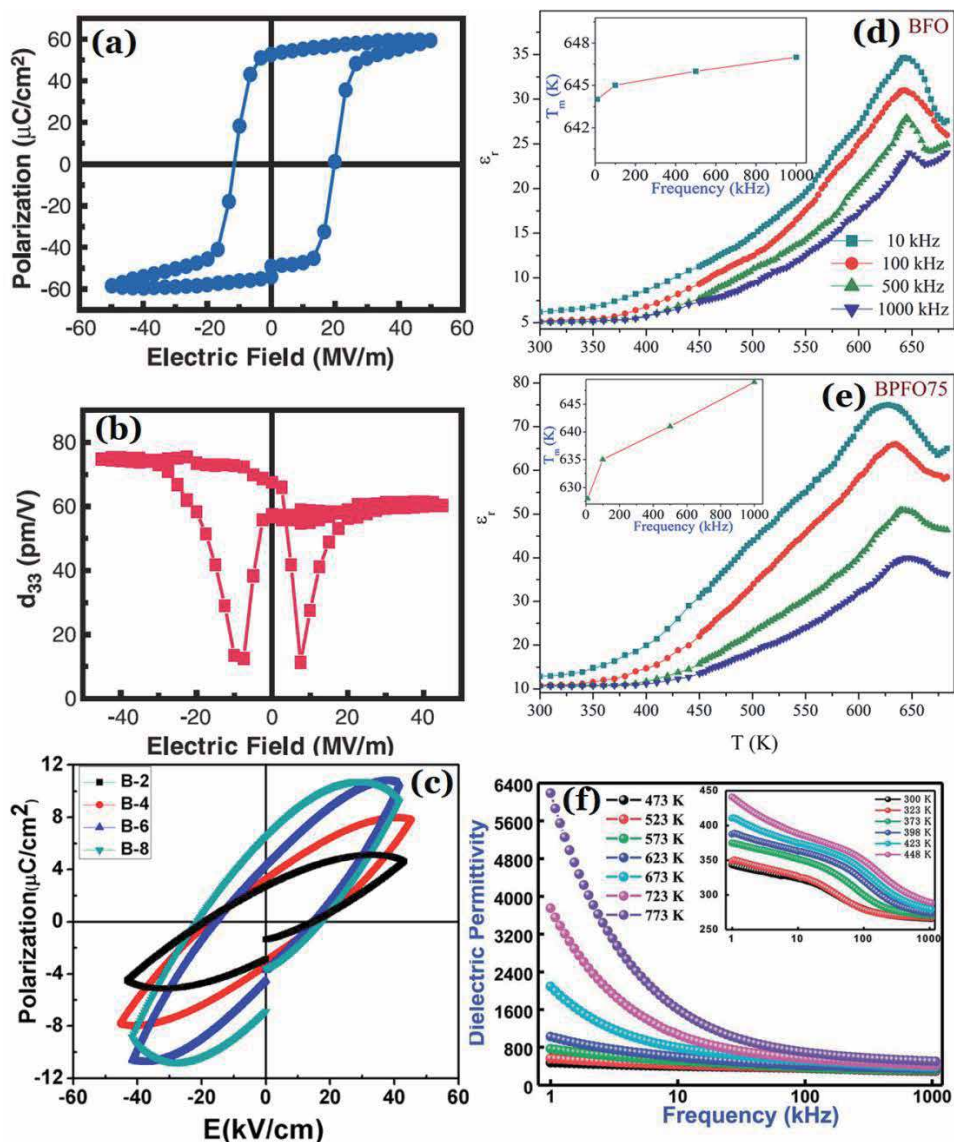 (a)
Polarization (μC/cm²)
60
40
20
0
-20
-40
-60
-60 -40 -20 0 20 40 60
Electric Field (MV/m)
(b)
d₃₃ (pm/V)
100
80
60
40
20
0
-40 -20 0 20 40
Electric Field (MV/m)
(c)
B-2
B-4
B-6
B-8
Polarization(μC/cm²)
12
8
4
0
-4
-8
-12
-60 -40 -20 0 20 40 60
E(kV/cm)
(d) BFO
εr
35
30
25
20
15
10
5
300 350 400 450 500 550 600 650
Tm (K)
648
645
642
0 200 400 600 800 1000
Frequency (kHz)
10 kHz
100 kHz
500 kHz
1000 kHz
(e) BPFO75
εr
80
70
60
50
40
30
20
10
300 350 400 450 500 550 600 650
T (K)
Tm (K)
645
640
635
630
0 200 400 600 800 1000
Frequency (kHz)
(f)
Dielectric Permittivity
6400
5600
4800
4000
3200
2400
1600
800
0
1 10 100 1000
Frequency (kHz)
473 K
523 K
573 K
623 K
673 K
723 K
773 K
450
400
350
300
250
1 10 100 1000
300 K
323 K
373 K
398 K
423 K
448 K